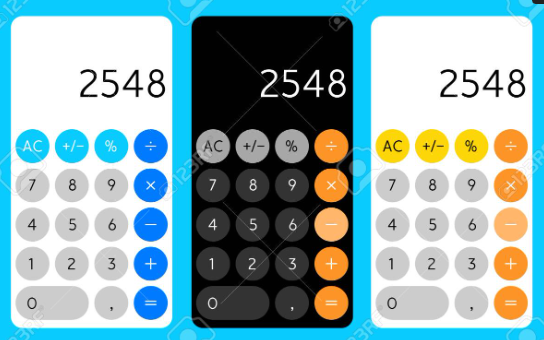 2548
AC +/− % ÷
7 8 9 ×
4 5 6 −
1 2 3 +
0 , =
2548
AC +/− % ÷
7 8 9 ×
4 5 6 −
1 2 3 +
0 , =
2548
AC +/− % ÷
7 8 9 ×
4 5 6 −
1 2 3 +
0 , =